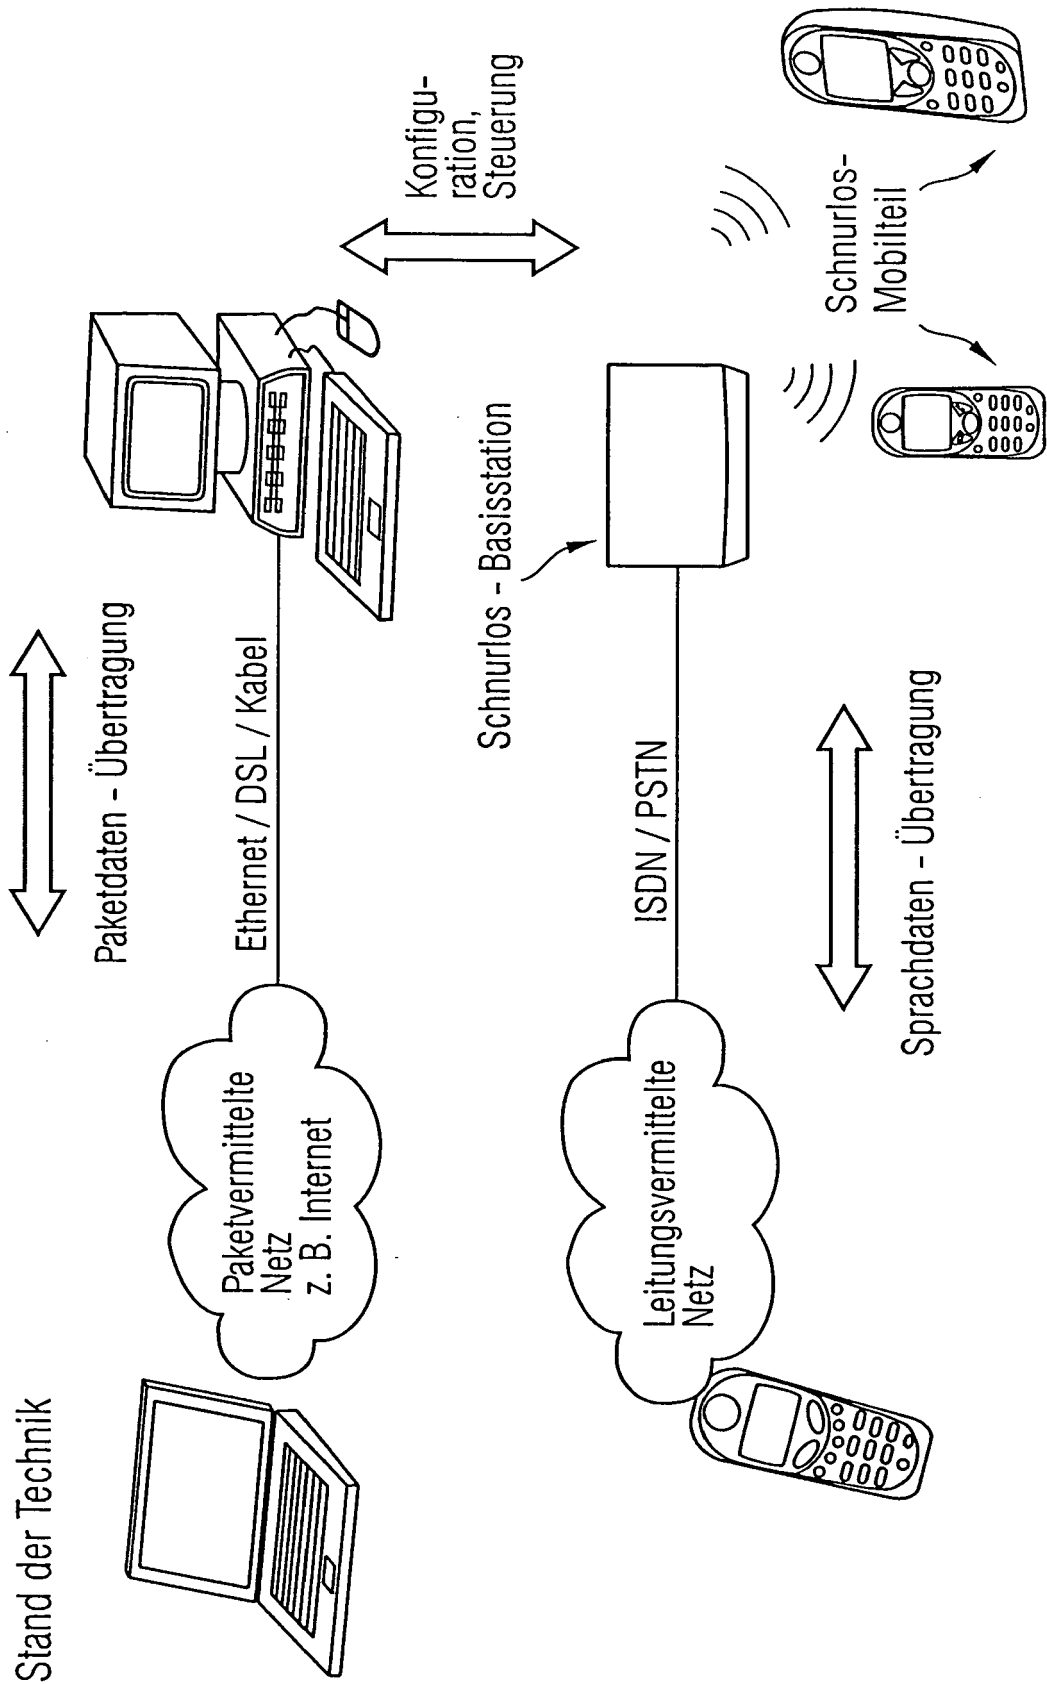 Stand der Technik
Paketdaten – Übertragung
Paketvermittelte
Netz
z. B. Internet
Ethernet / DSL / Kabel
Konfigu-
ration,
Steuerung
Schnurlos – Basisstation
Leitungsvermittelte
Netz
ISDN / PSTN
Schnurlos-
Mobilteil
Sprachdaten – Übertragung